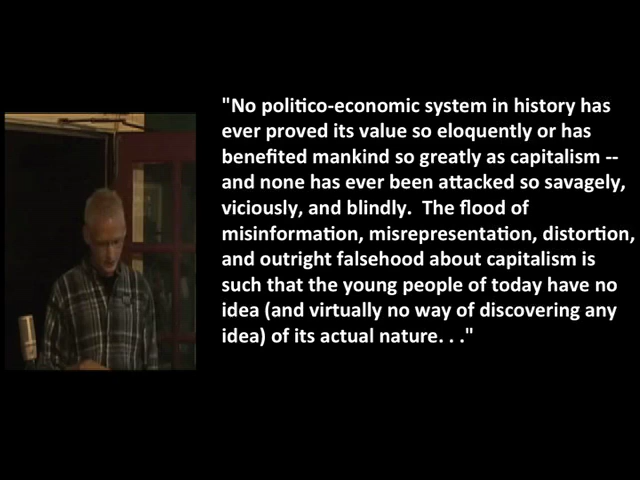 "No politico-economic system in history has
ever proved its value so eloquently or has
benefited mankind so greatly as capitalism --
and none has ever been attacked so savagely,
viciously, and blindly.  The flood of
misinformation, misrepresentation, distortion,
and outright falsehood about capitalism is
such that the young people of today have no
idea (and virtually no way of discovering any
idea) of its actual nature. . ."